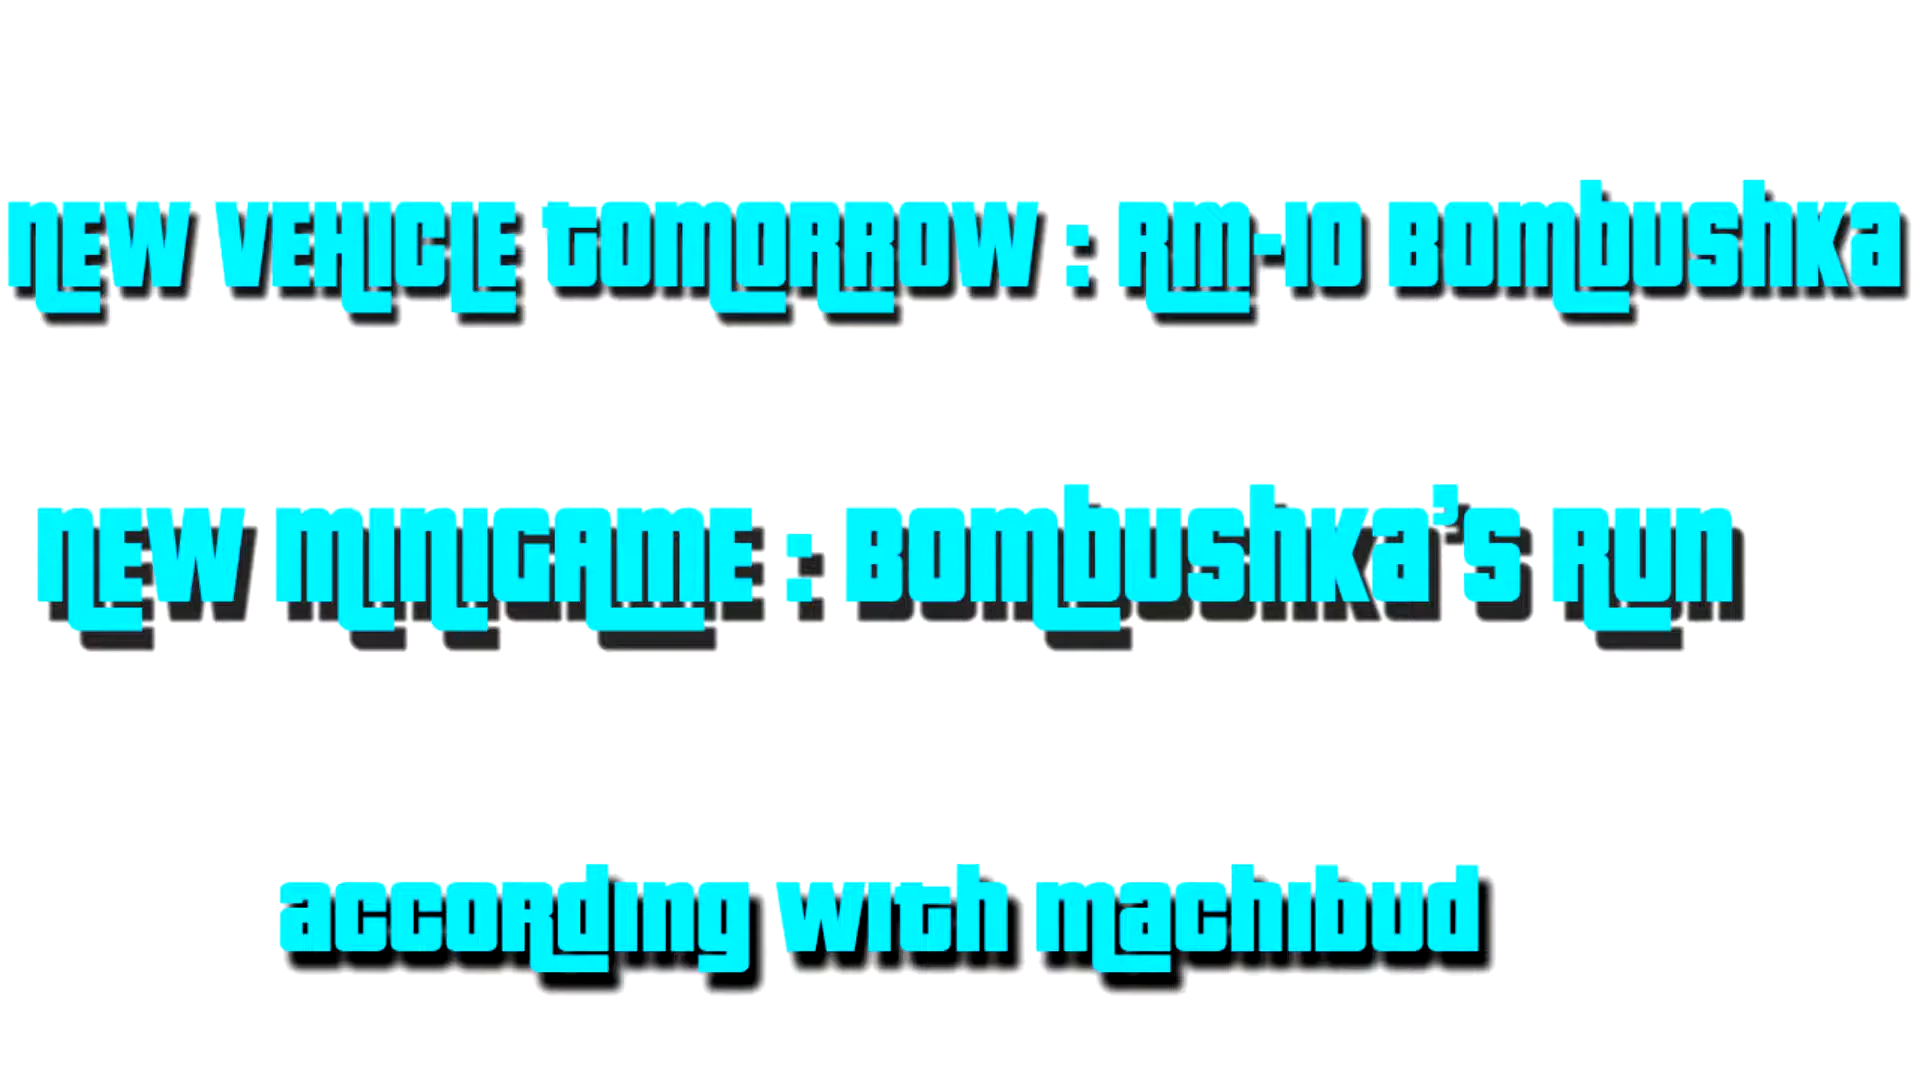 NEW VEHICLE TOMORROW : RM-10 BOMBUSHKA
NEW MINIGAME : BOMBUSHKA'S RUN
according with machibud